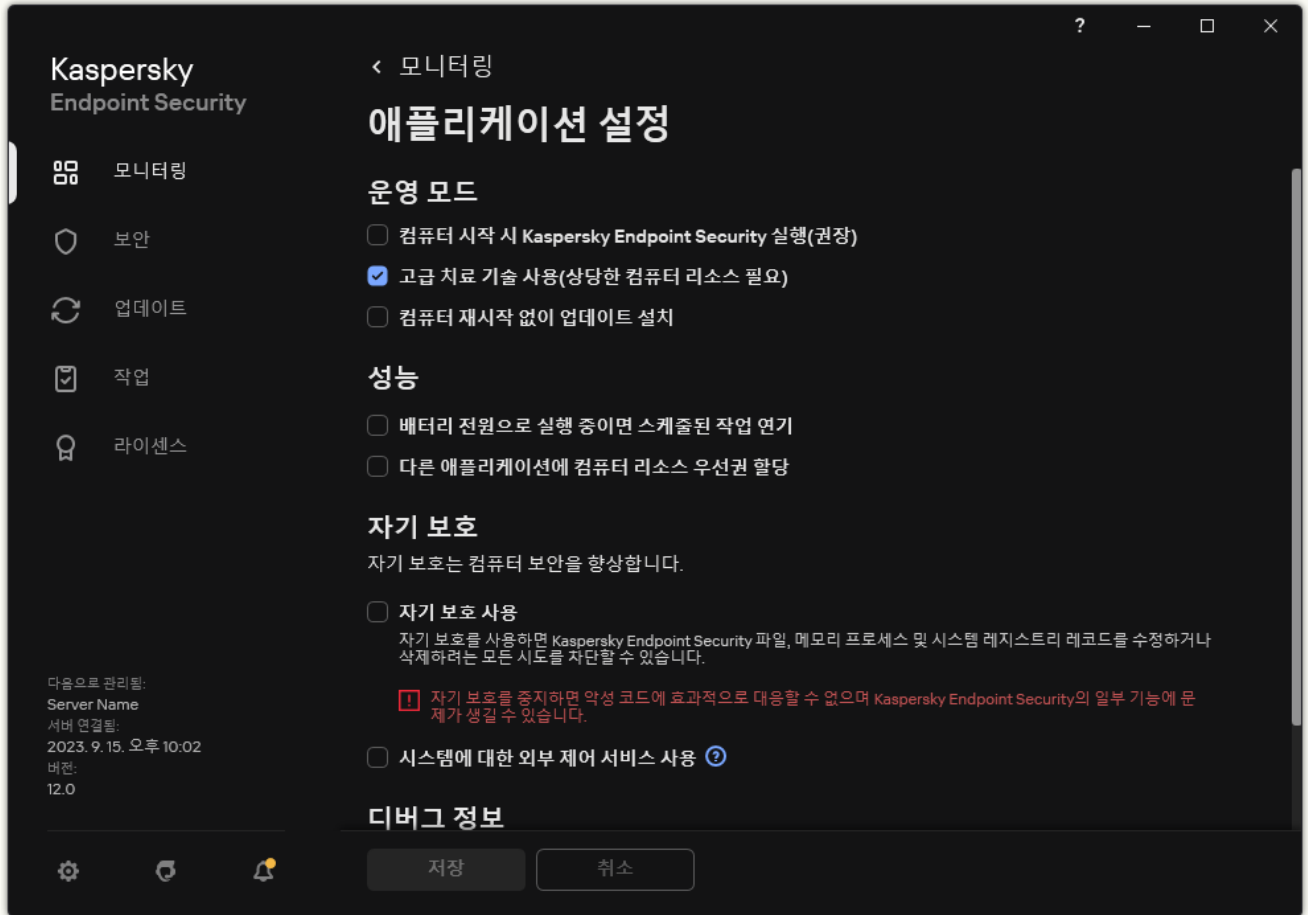 ?
Kaspersky
Endpoint Security
모니터링
보안
업데이트
작업
라이센스
다음으로 관리됨:
Server Name
서버 연결됨:
2023. 9. 15. 오후 10:02
버전:
12.0
모니터링
애플리케이션 설정
운영 모드
컴퓨터 시작 시 Kaspersky Endpoint Security 실행(권장)
고급 치료 기술 사용(상당한 컴퓨터 리소스 필요)
컴퓨터 재시작 없이 업데이트 설치
성능
배터리 전원으로 실행 중이면 스케줄된 작업 연기
다른 애플리케이션에 컴퓨터 리소스 우선권 할당
자기 보호
자기 보호는 컴퓨터 보안을 향상합니다.
자기 보호 사용
자기 보호를 사용하면 Kaspersky Endpoint Security 파일, 메모리 프로세스 및 시스템 레지스트리 레코드를 수정하거나
삭제하려는 모든 시도를 차단할 수 있습니다.
자기 보호를 중지하면 악성 코드에 효과적으로 대응할 수 없으며 Kaspersky Endpoint Security의 일부 기능에 문
제가 생길 수 있습니다.
시스템에 대한 외부 제어 서비스 사용 ?
디버그 정보
저장
취소